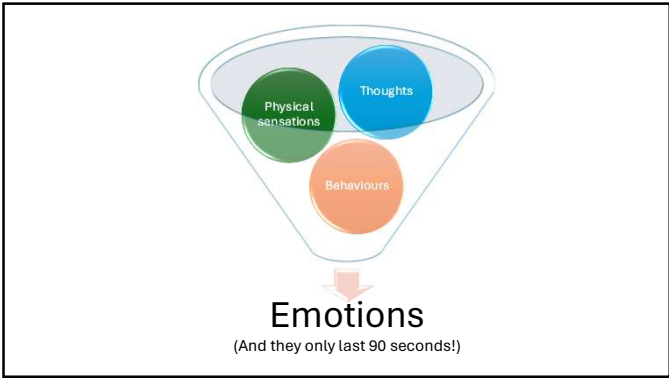 Thoughts
Physical
sensations
Behaviours
Emotions
(And they only last 90 seconds!)